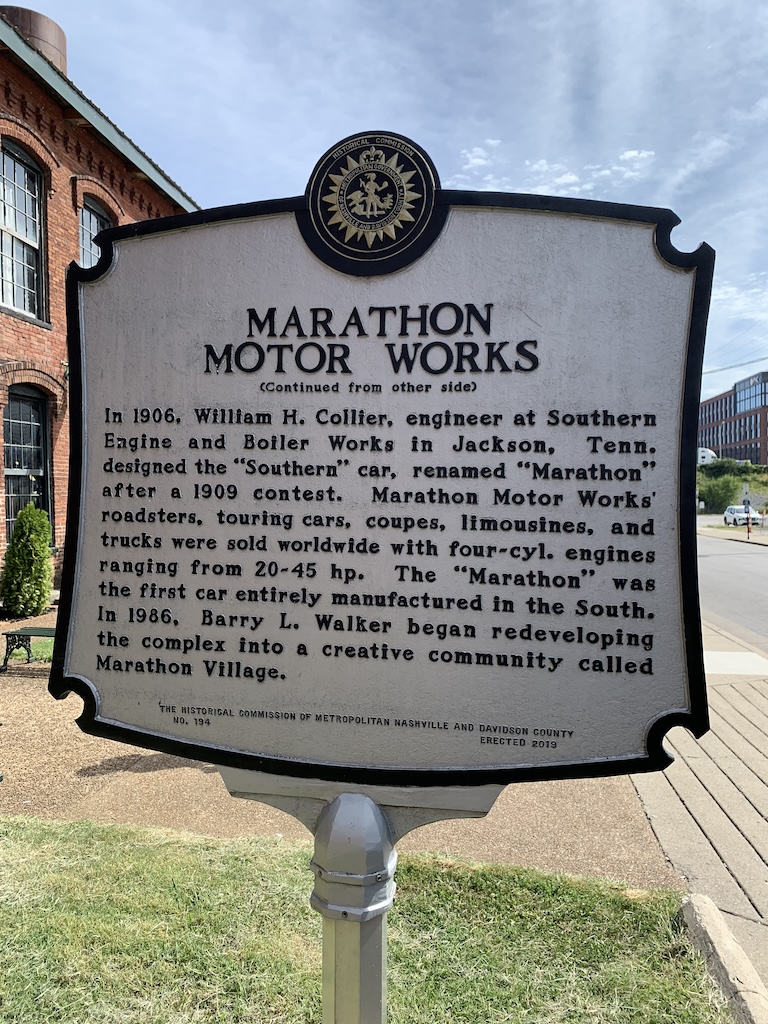 HISTORICAL COMMISSION
MARATHON
MOTOR WORKS
(Continued from other side)
In 1906, William H. Collier, engineer at Southern
Engine and Boiler Works in Jackson, Tenn.
designed the "Southern" car, renamed "Marathon"
after a 1909 contest. Marathon Motor Works'
roadsters, touring cars, coupes, limousines, and
trucks were sold worldwide with four-cyl. engines
ranging from 20-45 hp. The "Marathon" was
the first car entirely manufactured in the South.
In 1986, Barry L. Walker began redeveloping
the complex into a creative community called
Marathon Village.
THE HISTORICAL COMMISSION OF METROPOLITAN NASHVILLE AND DAVIDSON COUNTY
NO. 194
ERECTED 2019